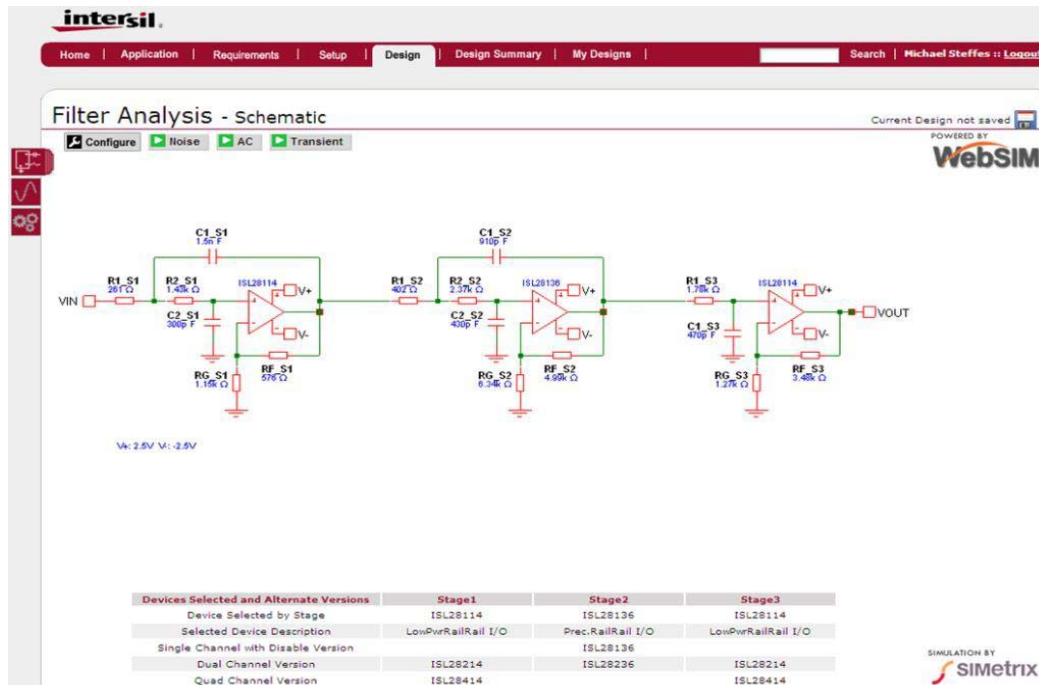 intersil.
Home | Application | Requirements | Setup | Design | Design Summary | My Designs | Search | Michael Steffes :: Logout
Filter Analysis - Schematic
Current Design not saved
Configure Noise AC Transient
POWERED BY
WebSIM
C1_S1
1.5n F
C1_S2
910p F
R1_S1
261 Ω
R2_S1
1.43k Ω
ISL28114
V+
R1_S2
402 Ω
R2_S2
2.37k Ω
ISL28136
V+
R1_S3
1.78k Ω
ISL28114
V+
VIN
VOUT
C2_S1
300p F
V-
C2_S2
430p F
V-
C1_S3
470p F
V-
RG_S1
1.15k Ω
RF_S1
576 Ω
RG_S2
6.34k Ω
RF_S2
4.99k Ω
RG_S3
1.27k Ω
RF_S3
3.48k Ω
V+: 2.5V V-: -2.5V
Devices Selected and Alternate Versions Stage1 Stage2 Stage3
Device Selected by Stage ISL28114 ISL28136 ISL28114
Selected Device Description LowPwrRailRail I/O Prec.RailRail I/O LowPwrRailRail I/O
Single Channel with Disable Version ISL28136
Dual Channel Version ISL28214 ISL28236 ISL28214
Quad Channel Version ISL28414 ISL28414
SIMULATION BY
SIMetrix